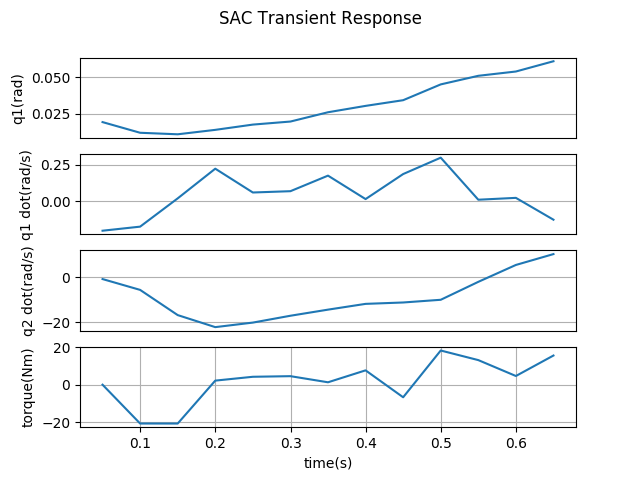 SAC Transient Response
q1(rad)
0.050
0.025
q1 dot(rad/s)
0.25
0.00
q2 dot(rad/s)
0
−20
torque(Nm)
20
0
−20
0.1 0.2 0.3 0.4 0.5 0.6
time(s)